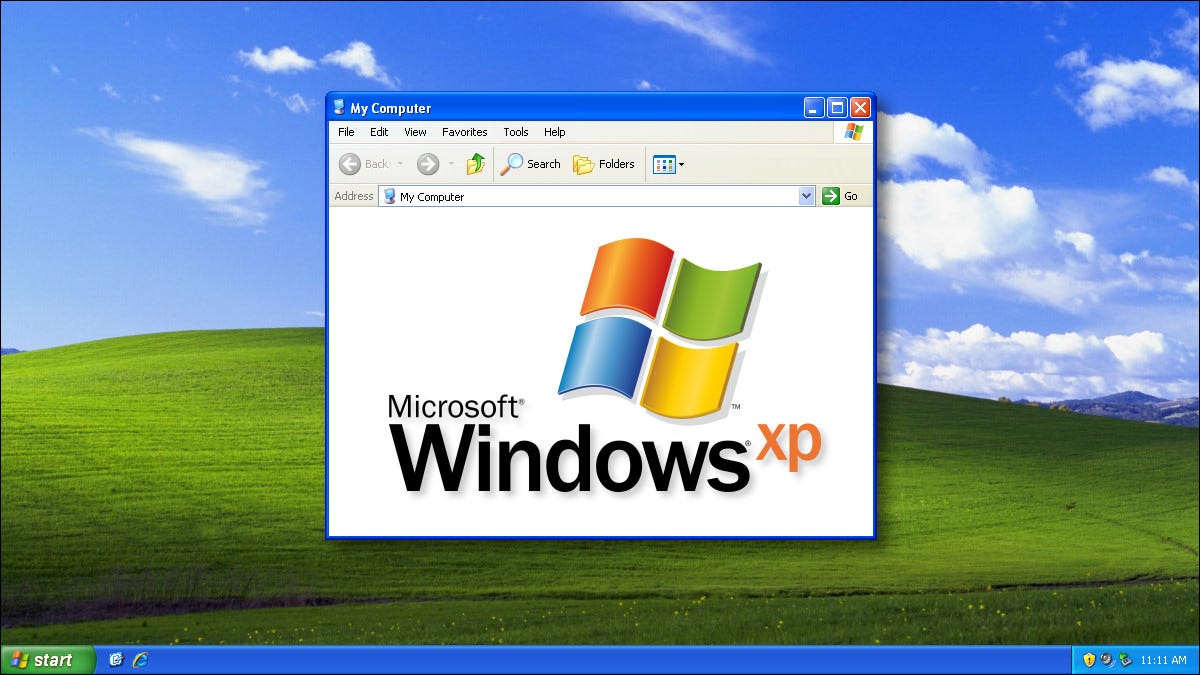 My Computer
File Edit View Favorites Tools Help
Back Search Folders
Address My Computer Go
Microsoft®
Windows® xp ™
start 11:11 AM